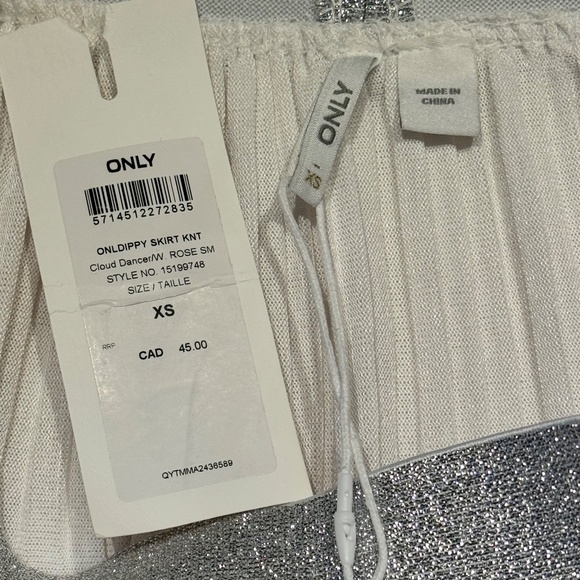 ONLY
5714512272835
ONLDIPPY SKIRT KNT
Cloud Dancer/W. ROSE SM
STYLE NO. 15199748
SIZE / TAILLE
XS
RRP CAD 45.00
QYTMMA2436589
ONLY
XS
MADE IN
CHINA